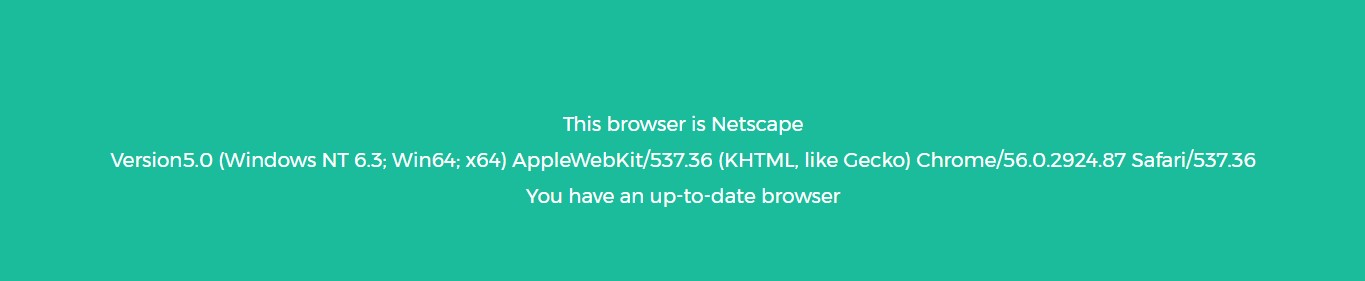 This browser is Netscape
Version5.0 (Windows NT 6.3; Win64; x64) AppleWebKit/537.36 (KHTML, like Gecko) Chrome/56.0.2924.87 Safari/537.36
You have an up-to-date browser